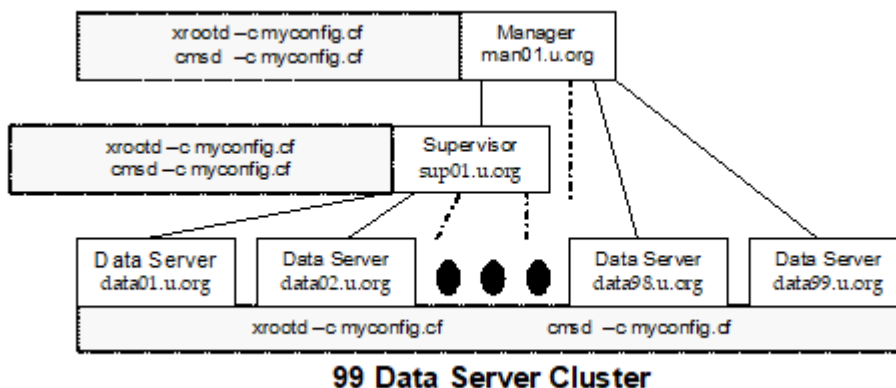 xrootd –c myconfig.cf
cmsd –c myconfig.cf
Manager
man01.u.org
xrootd –c myconfig.cf
cmsd –c myconfig.cf
Supervisor
sup01.u.org
Data Server
data01.u.org
Data Server
data02.u.org
Data Server
data98.u.org
Data Server
data99.u.org
xrootd –c myconfig.cf cmsd –c myconfig.cf
99 Data Server Cluster